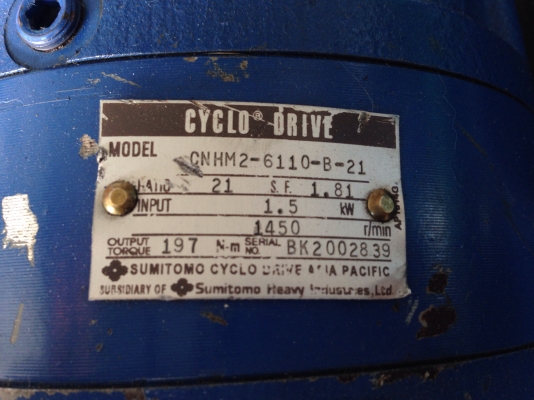 CYCLO® DRIVE
MODEL CNHM2-6110-B-21
RATIO 21 S.F. 1.81
INPUT 1.5 kW
1450 r/min
OUTPUT TORQUE 197 N-m SERIAL NO. BK2002839
SUMITOMO CYCLO DRIVE ASIA PACIFIC
SUBSIDIARY OF Sumitomo Heavy Industries, Ltd.